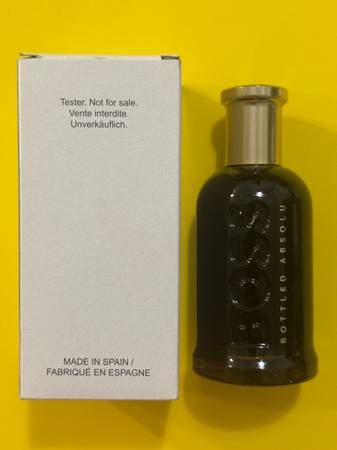 Tester. Not for sale.
Vente interdite.
Unverkäuflich.
MADE IN SPAIN /
FABRIQUÉ EN ESPAGNE
BOSS
BOTTLED ABSOLU